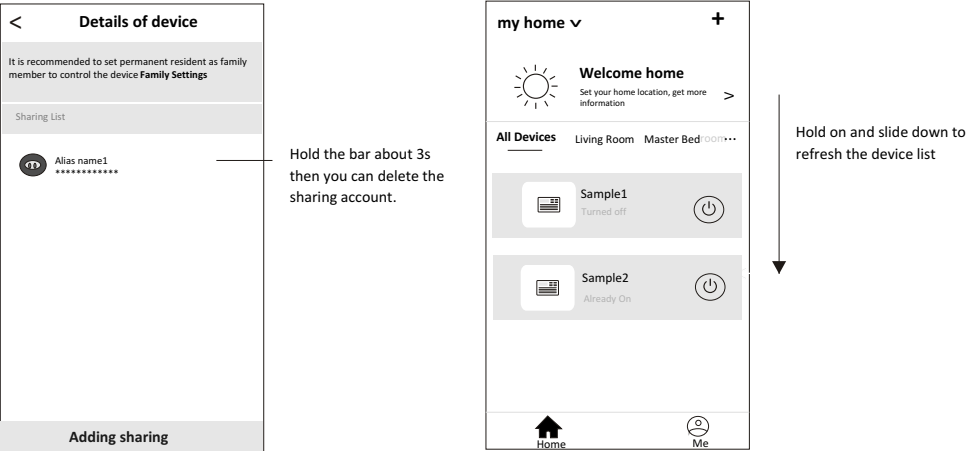 < Details of device
It is recommended to set permanent resident as family
member to control the device Family Settings
Sharing List
Alias name1
************
Adding sharing
Hold the bar about 3s
then you can delete the
sharing account.
my home +
Welcome home
Set your home location, get more
information
>
All Devices Living Room Master Bedroom...
Sample1
Turned off
Sample2
Already On
Home Me
Hold on and slide down to
refresh the device list